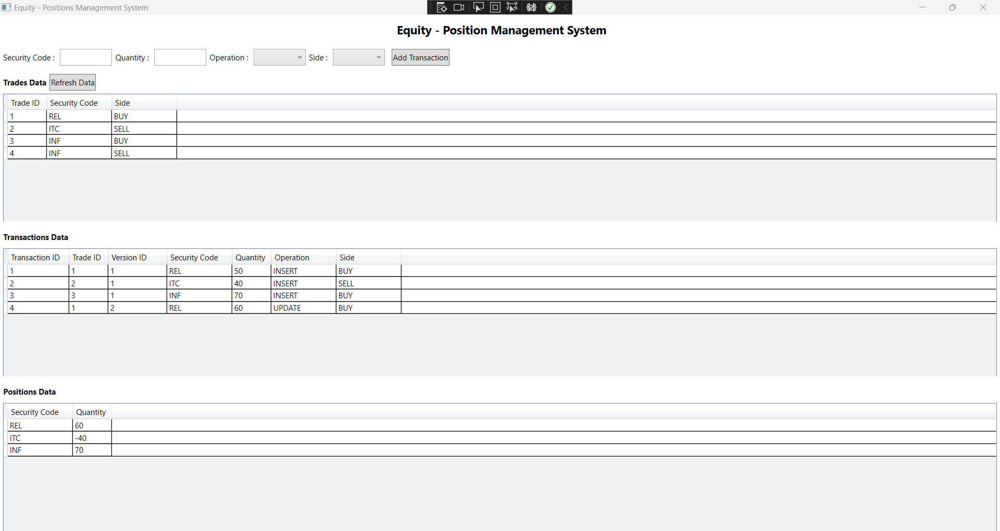 Equity - Positions Management System
Equity - Position Management System
Security Code : Quantity : Operation : Side : Add Transaction
Trades Data Refresh Data
Trade ID Security Code Side
1 REL BUY
2 ITC SELL
3 INF BUY
4 INF SELL
Transactions Data
Transaction ID Trade ID Version ID Security Code Quantity Operation Side
1 1 1 REL 50 INSERT BUY
2 2 1 ITC 40 INSERT SELL
3 3 1 INF 70 INSERT BUY
4 1 2 REL 60 UPDATE BUY
Positions Data
Security Code Quantity
REL 60
ITC -40
INF 70